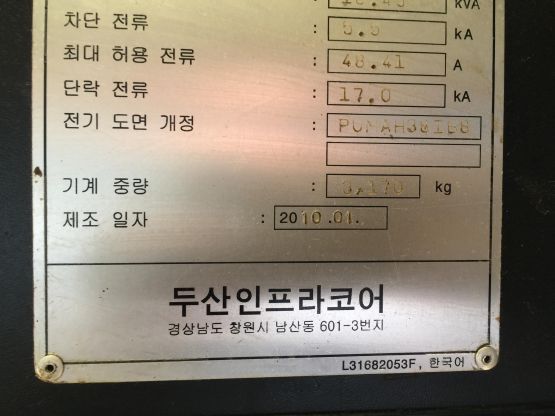 kVA
차단 전류 : 5.5 kA
최대 허용 전류 : 48.41 A
단락 전류 : 17.0 kA
전기 도면 개정 :
기계 중량 : kg
제조 일자 : 2010.01.
두산인프라코어
경상남도 창원시 남산동 601-3번지
L31682053F, 한국어